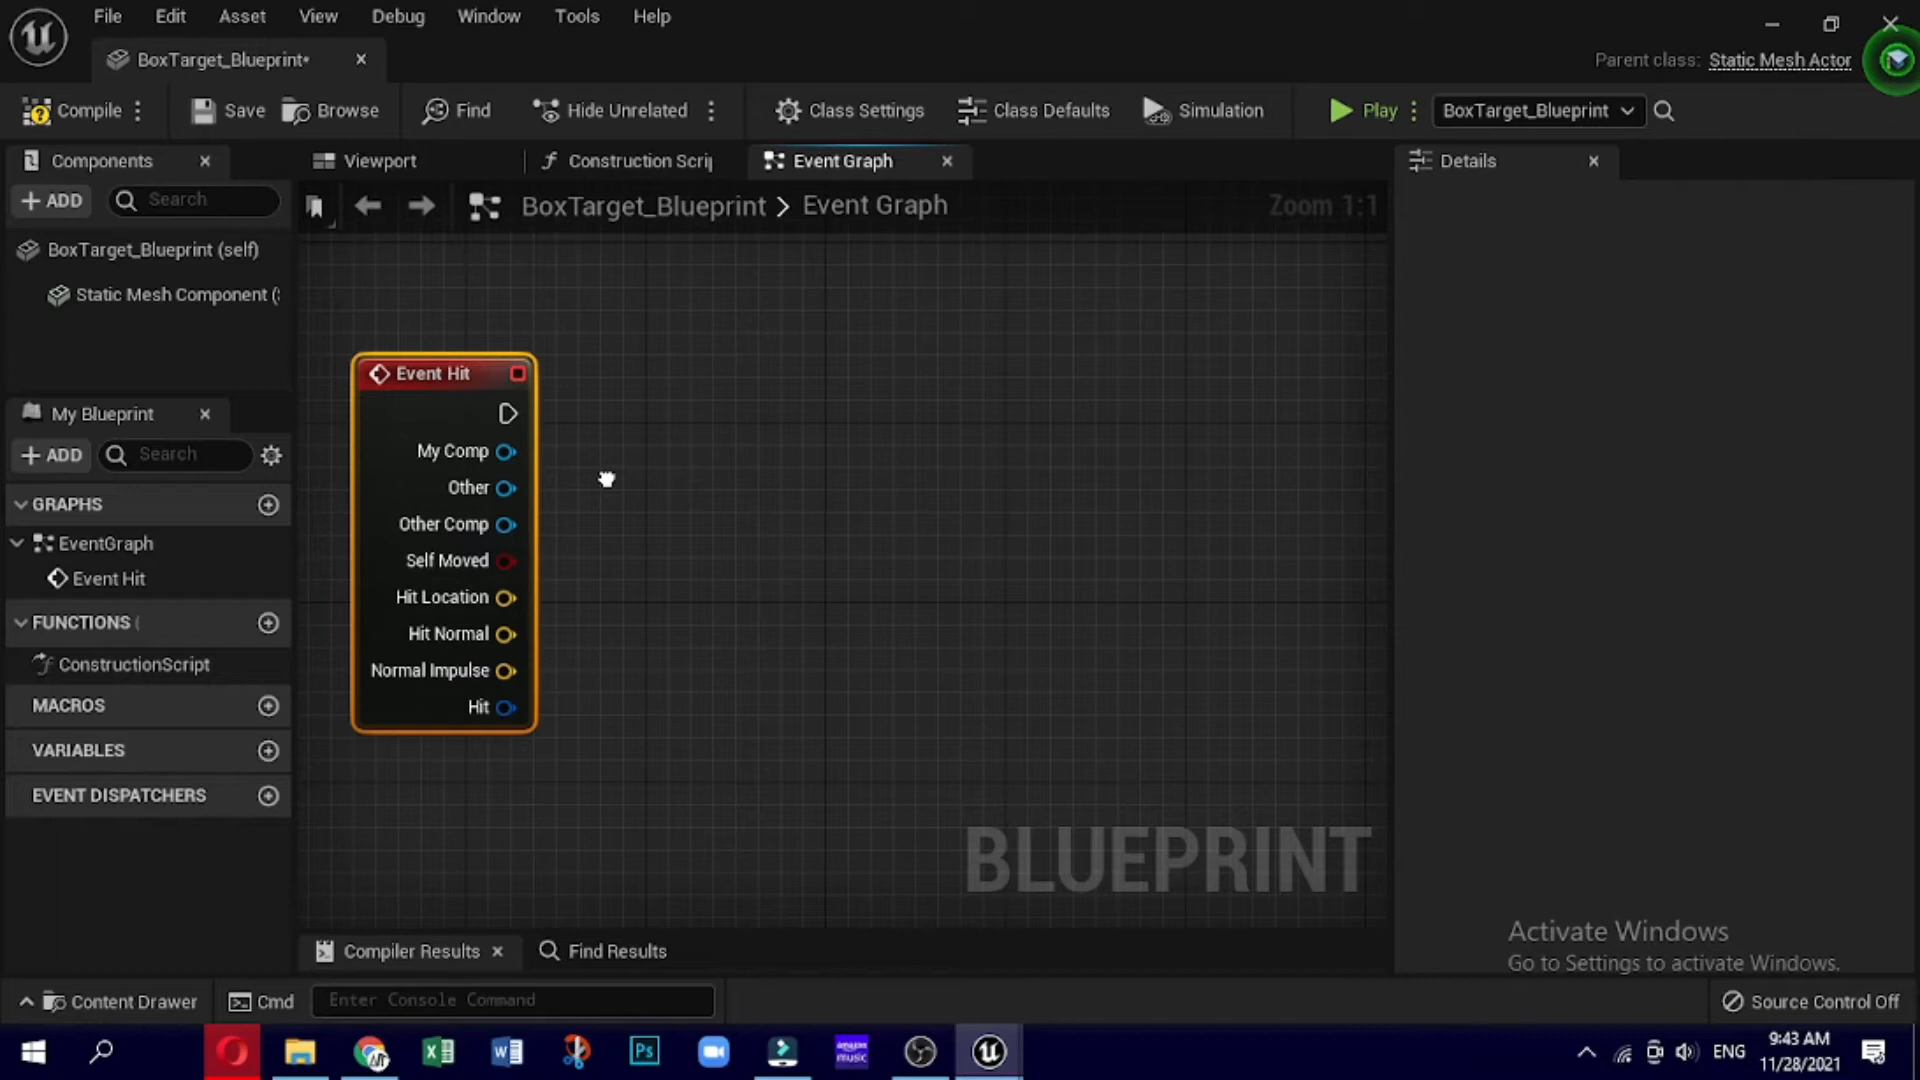 File Edit Asset View Debug Window Tools Help
BoxTarget_Blueprint*
Parent class: Static Mesh Actor
Compile Save Browse Find Hide Unrelated Class Settings Class Defaults Simulation Play BoxTarget_Blueprint
Components Viewport Construction Scrip Event Graph Details
+ ADD Search
BoxTarget_Blueprint > Event Graph Zoom 1:1
BoxTarget_Blueprint (self)
Static Mesh Component (
My Blueprint
+ ADD Search
GRAPHS
EventGraph
Event Hit
FUNCTIONS (
ConstructionScript
MACROS
VARIABLES
EVENT DISPATCHERS
Event Hit
My Comp
Other
Other Comp
Self Moved
Hit Location
Hit Normal
Normal Impulse
Hit
BLUEPRINT
Activate Windows
Go to Settings to activate Windows.
Compiler Results Find Results
Content Drawer Cmd Enter Console Command Source Control Off
Ps
amazon music
ENG
9:43 AM
11/28/2021